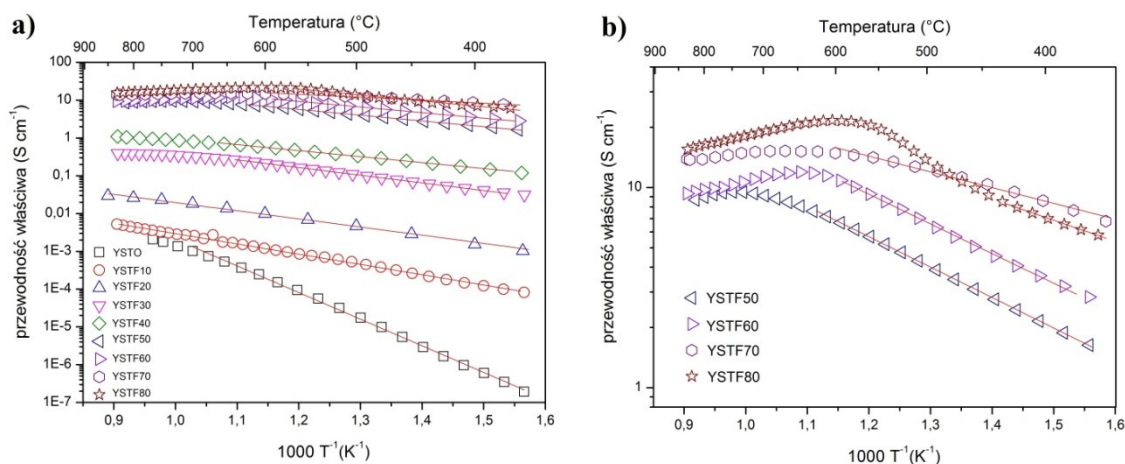 a)
Temperatura (°C)
900 800 700 600 500 400
przewodność właściwa (S cm⁻¹)
100
10
1
0,1
0,01
1E-3
1E-4
1E-5
1E-6
1E-7
YSTO
YSTF10
YSTF20
YSTF30
YSTF40
YSTF50
YSTF60
YSTF70
YSTF80
0,9 1,0 1,1 1,2 1,3 1,4 1,5 1,6
1000 T⁻¹(K⁻¹)
b)
Temperatura (°C)
900 800 700 600 500 400
przewodność właściwa (S cm⁻¹)
10
1
YSTF50
YSTF60
YSTF70
YSTF80
0,9 1,0 1,1 1,2 1,3 1,4 1,5 1,6
1000 T⁻¹(K⁻¹)